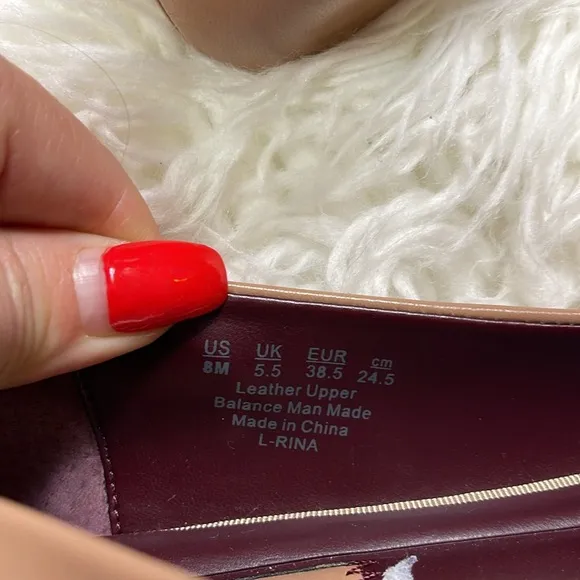 US UK EUR cm
8M 5.5 38.5 24.5
Leather Upper
Balance Man Made
Made in China
L-RINA